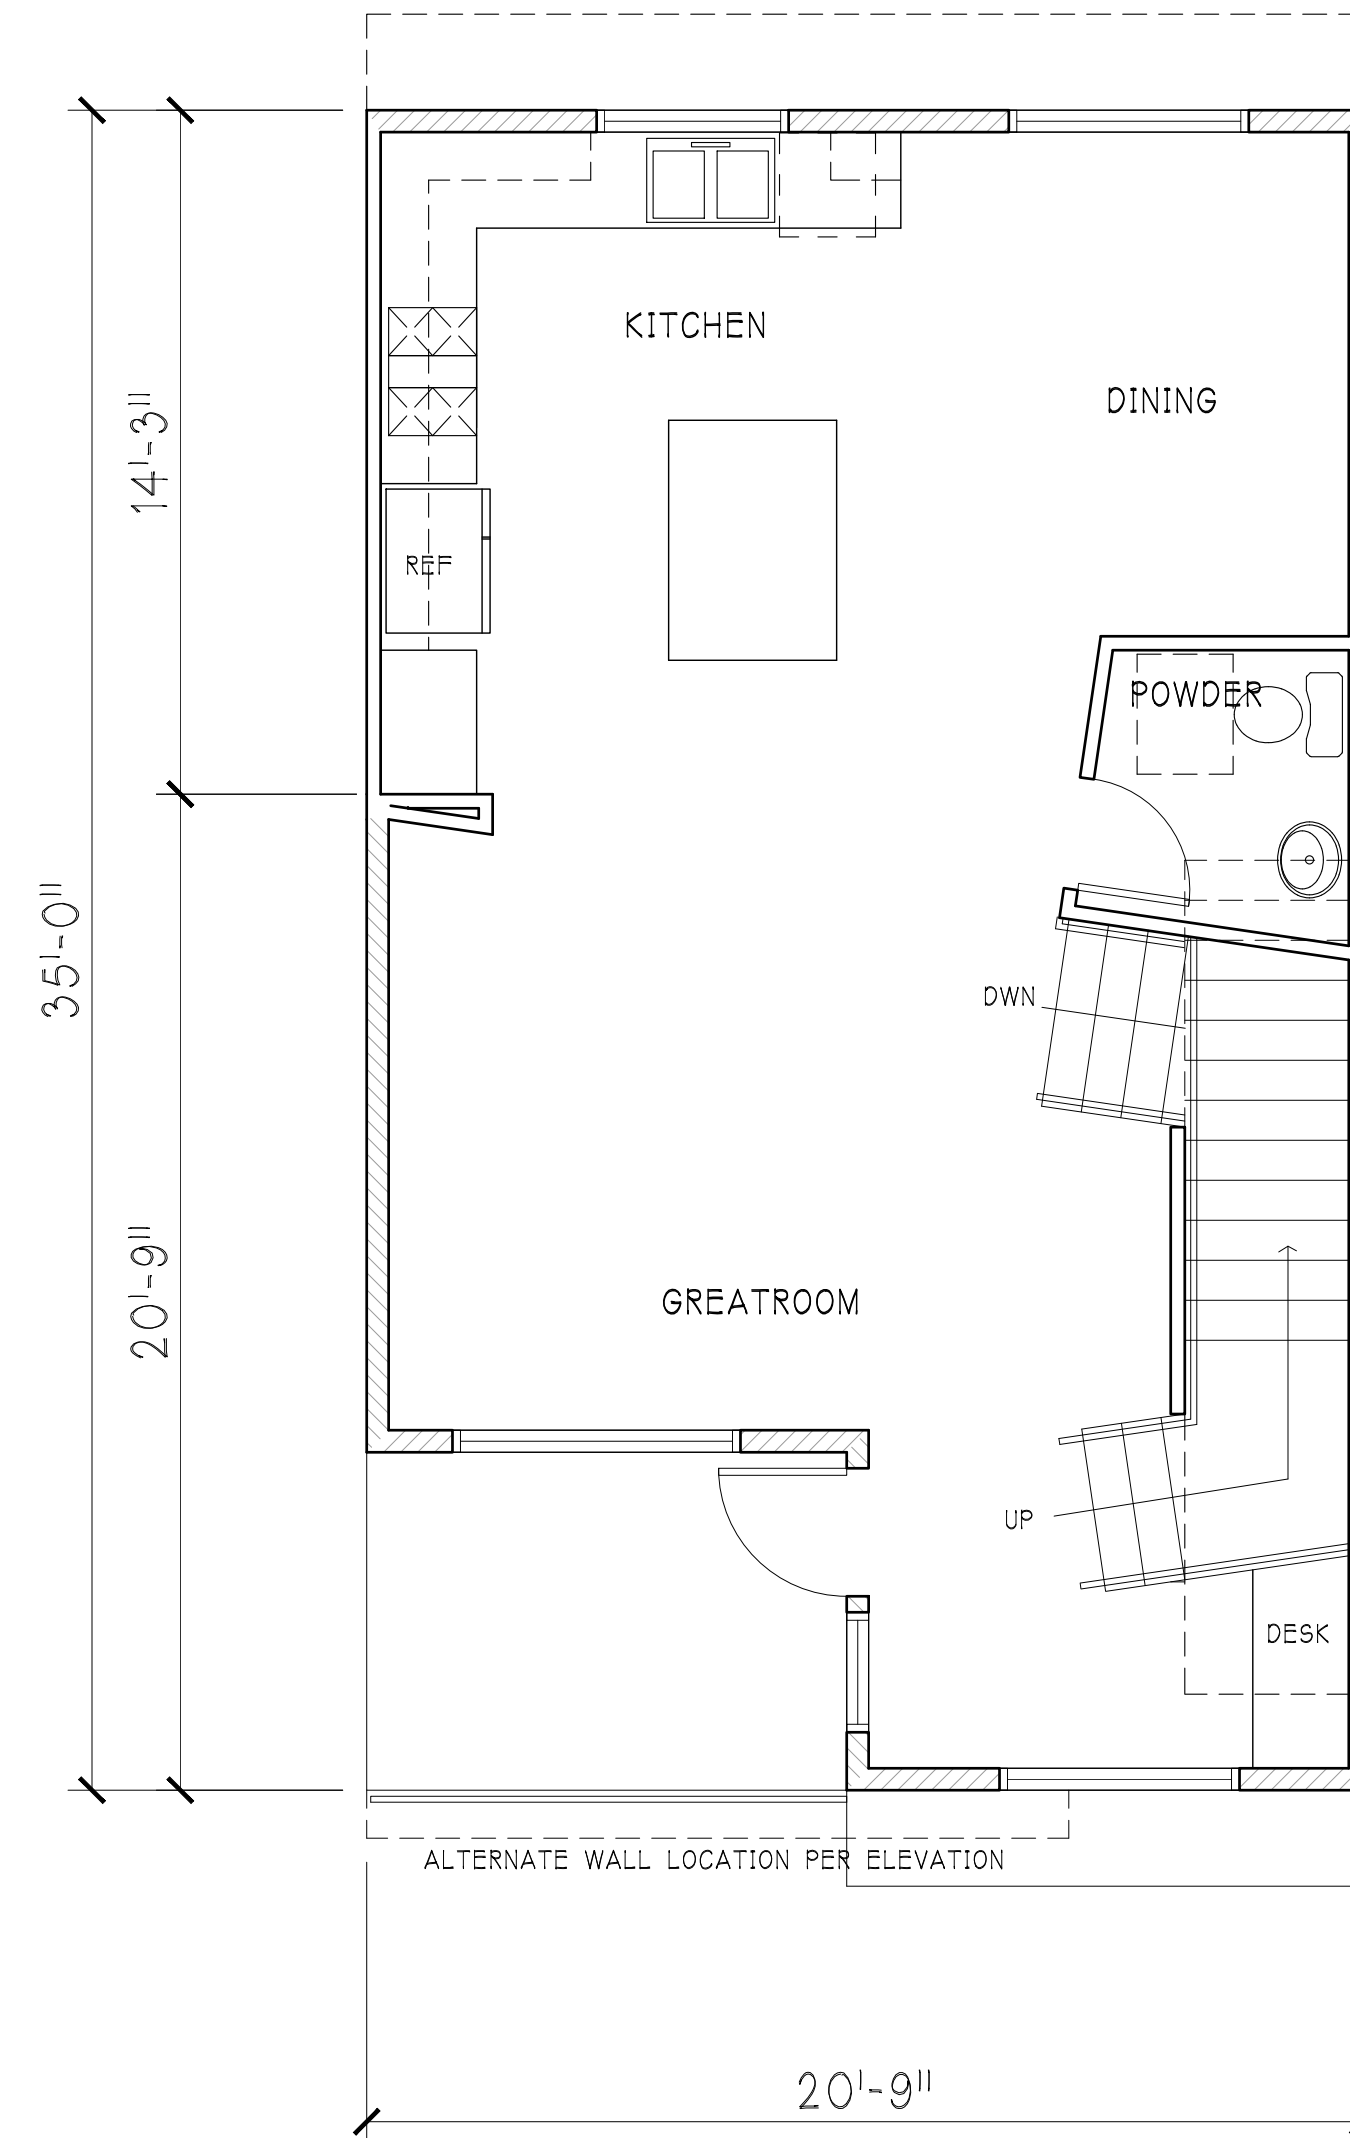 KITCHEN
DINING
14'-3"
REF
POWDER
35'-0"
DWN
20'-9"
GREATROOM
UP
DESK
ALTERNATE WALL LOCATION PER ELEVATION
20'-9"